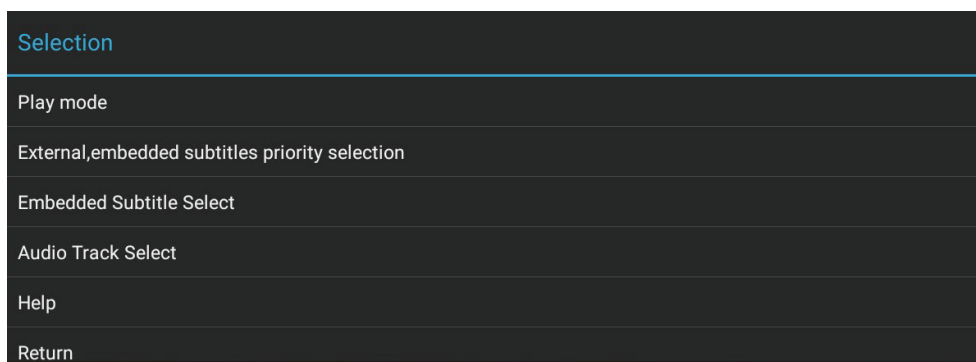 Selection
Play mode
External,embedded subtitles priority selection
Embedded Subtitle Select
Audio Track Select
Help
Return